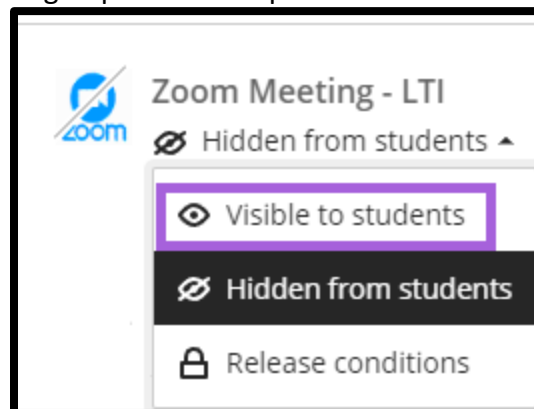 Zoom Meeting - LTI
zoom
Hidden from students
Visible to students
Hidden from students
Release conditions